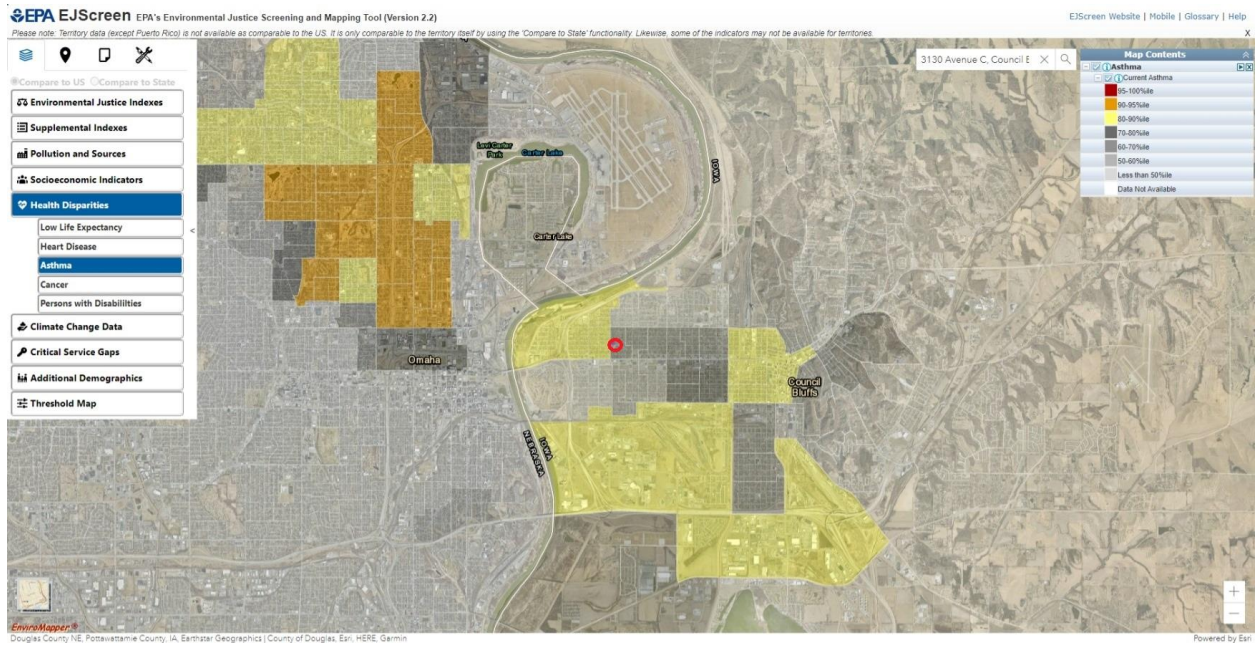 EPA EJScreen EPA's Environmental Justice Screening and Mapping Tool (Version 2.2)
EJScreen Website | Mobile | Glossary | Help
Please note: Territory data (except Puerto Rico) is not available as comparable to the US. It is only comparable to the territory itself by using the 'Compare to State' functionality. Likewise, some of the indicators may not be available for territories.
X
Compare to US Compare to State
Environmental Justice Indexes
Supplemental Indexes
Pollution and Sources
Socioeconomic Indicators
Health Disparities
Low Life Expectancy
Heart Disease
Asthma
Cancer
Persons with Disabililties
Climate Change Data
Critical Service Gaps
Additional Demographics
Threshold Map
<
3130 Avenue C, Council E
Map Contents
Asthma
Current Asthma
95-100%ile
90-95%ile
80-90%ile
70-80%ile
60-70%ile
50-60%ile
Less than 50%ile
Data Not Available
Levi Carter
Park
Carter Lake
IOWA
Carter Lake
Omaha
Council
Bluffs
IOWA
NEBRASKA
+
−
EnviroMapper®
Douglas County NE, Pottawattamie County, IA, Earthstar Geographics | County of Douglas, Esri, HERE, Garmin
Powered by Esri